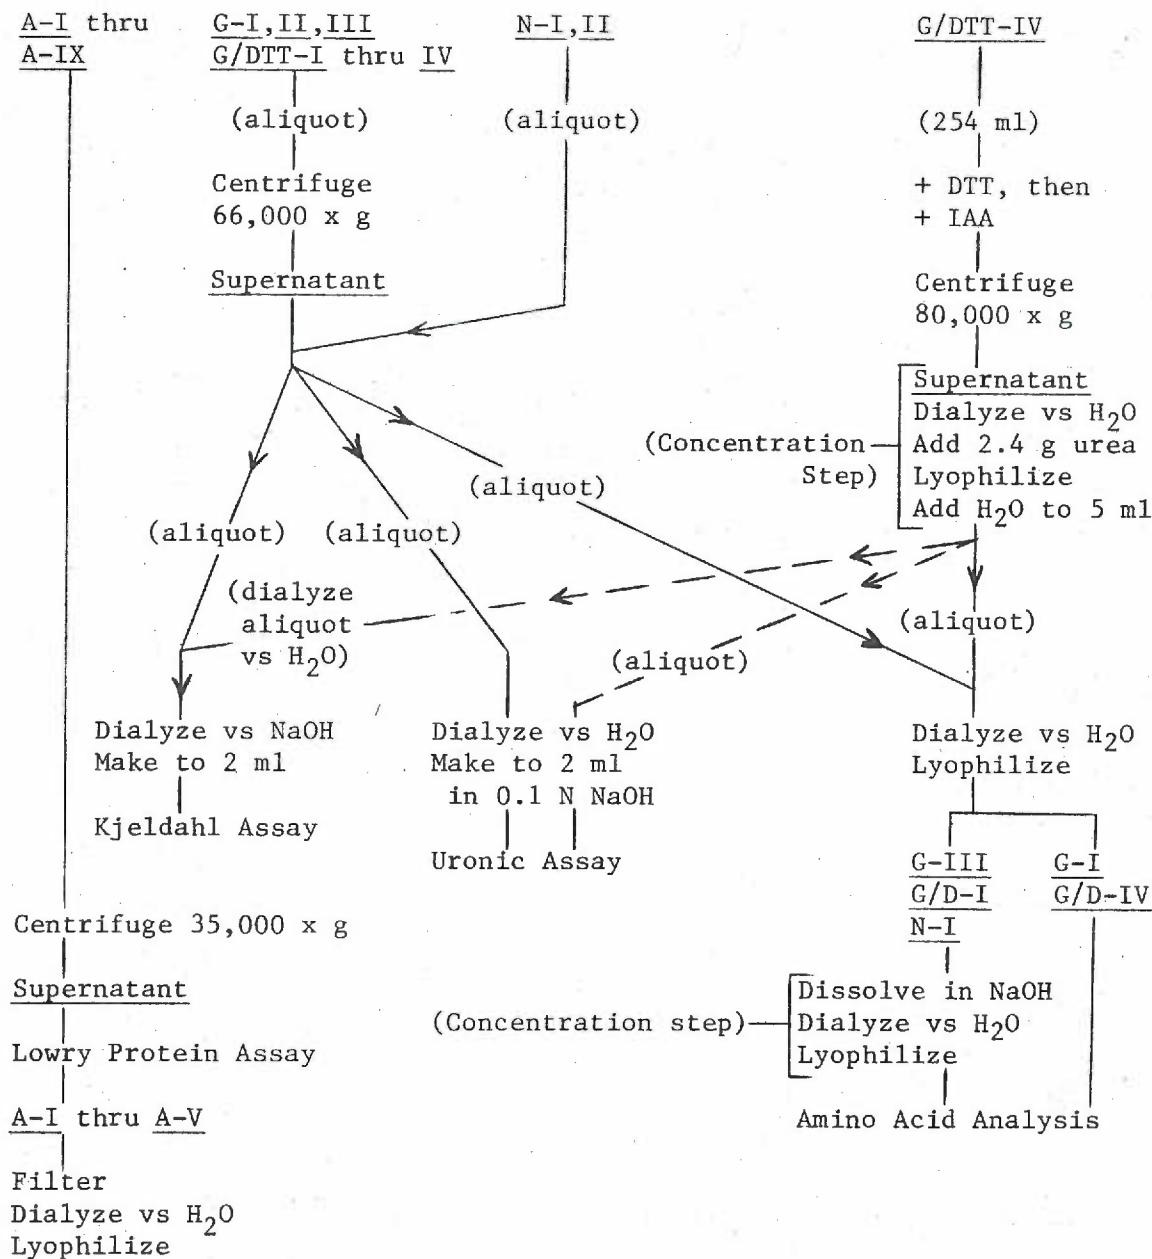 A-I thru
A-IX
G-I,II,III
G/DTT-I thru IV
N-I,II
G/DTT-IV
(aliquot)
(aliquot)
(254 ml)
Centrifuge
66,000 x g
+ DTT, then
+ IAA
Supernatant
Centrifuge
80,000 x g
(Concentration
Step)
Supernatant
Dialyze vs H2O
Add 2.4 g urea
Lyophilize
Add H2O to 5 ml
(aliquot)
(aliquot)
(aliquot)
(dialyze
aliquot
vs H2O)
(aliquot)
(aliquot)
Dialyze vs NaOH
Make to 2 ml
Kjeldahl Assay
Dialyze vs H2O
Make to 2 ml
in 0.1 N NaOH
Uronic Assay
Dialyze vs H2O
Lyophilize
G-III
G/D-I
N-I
G-I
G/D-IV
Centrifuge 35,000 x g
Supernatant
Lowry Protein Assay
A-I thru A-V
Filter
Dialyze vs H2O
Lyophilize
(Concentration step)
Dissolve in NaOH
Dialyze vs H2O
Lyophilize
Amino Acid Analysis